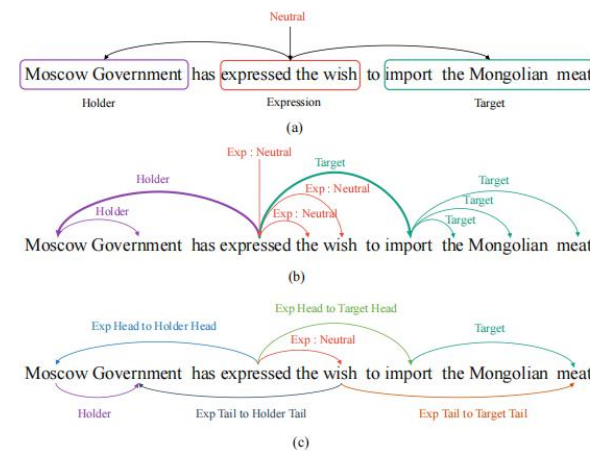 Neutral
Moscow Government has expressed the wish to import the Mongolian meat
Holder Expression Target
(a)
Exp : Neutral
Target
Holder
Exp : Neutral
Target
Target
Holder
Exp : Neutral
Target
Moscow Government has expressed the wish to import the Mongolian meat
(b)
Exp Head to Target Head
Exp Head to Holder Head
Exp : Neutral
Target
Moscow Government has expressed the wish to import the Mongolian meat
Holder Exp Tail to Holder Tail Exp Tail to Target Tail
(c)